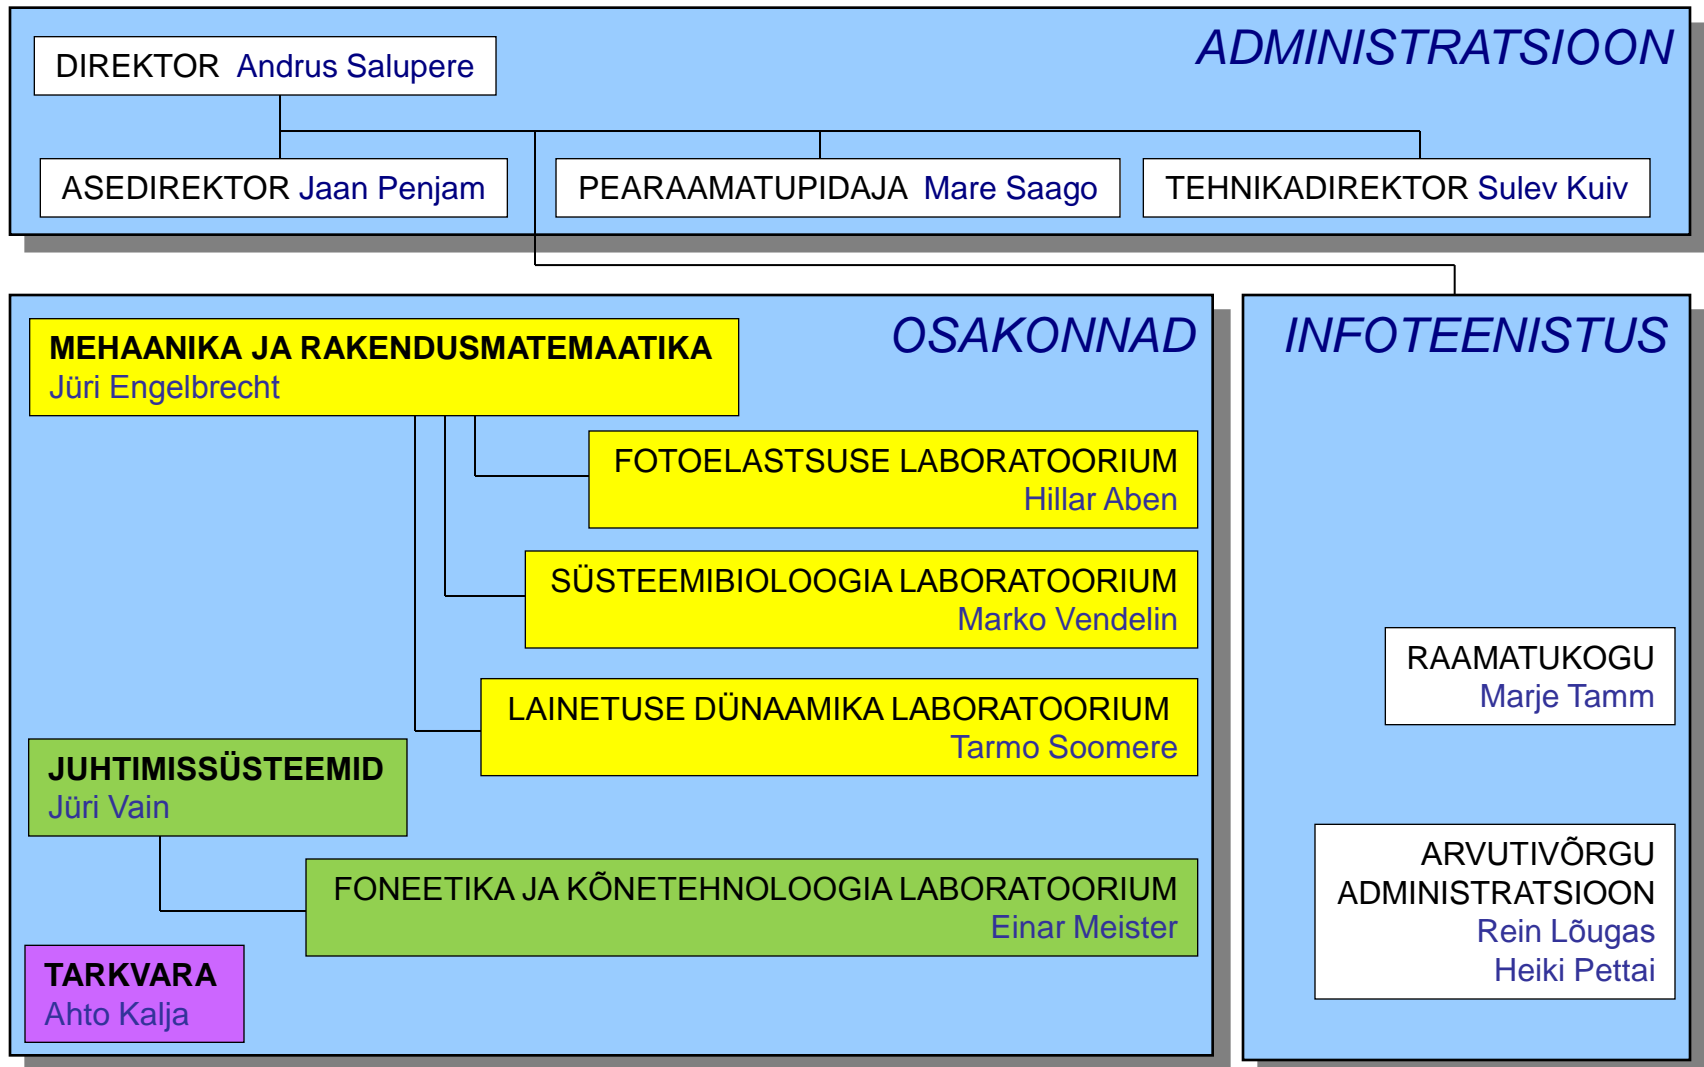 ADMINISTRATSIOON
DIREKTOR Andrus Salupere
ASEDIREKTOR Jaan Penjam
PEARAAMATUPIDAJA Mare Saago
TEHNIKADIREKTOR Sulev Kuiv
OSAKONNAD
MEHAANIKA JA RAKENDUSMATEMAATIKA
Jüri Engelbrecht
FOTOELASTSUSE LABORATOORIUM
Hillar Aben
SÜSTEEMIBIOLOOGIA LABORATOORIUM
Marko Vendelin
LAINETUSE DÜNAAMIKA LABORATOORIUM
Tarmo Soomere
JUHTIMISSÜSTEEMID
Jüri Vain
FONEETIKA JA KÕNETEHNOLOOGIA LABORATOORIUM
Einar Meister
TARKVARA
Ahto Kalja
INFOTEENISTUS
RAAMATUKOGU
Marje Tamm
ARVUTIVÕRGU
ADMINISTRATSIOON
Rein Lõugas
Heiki Pettai